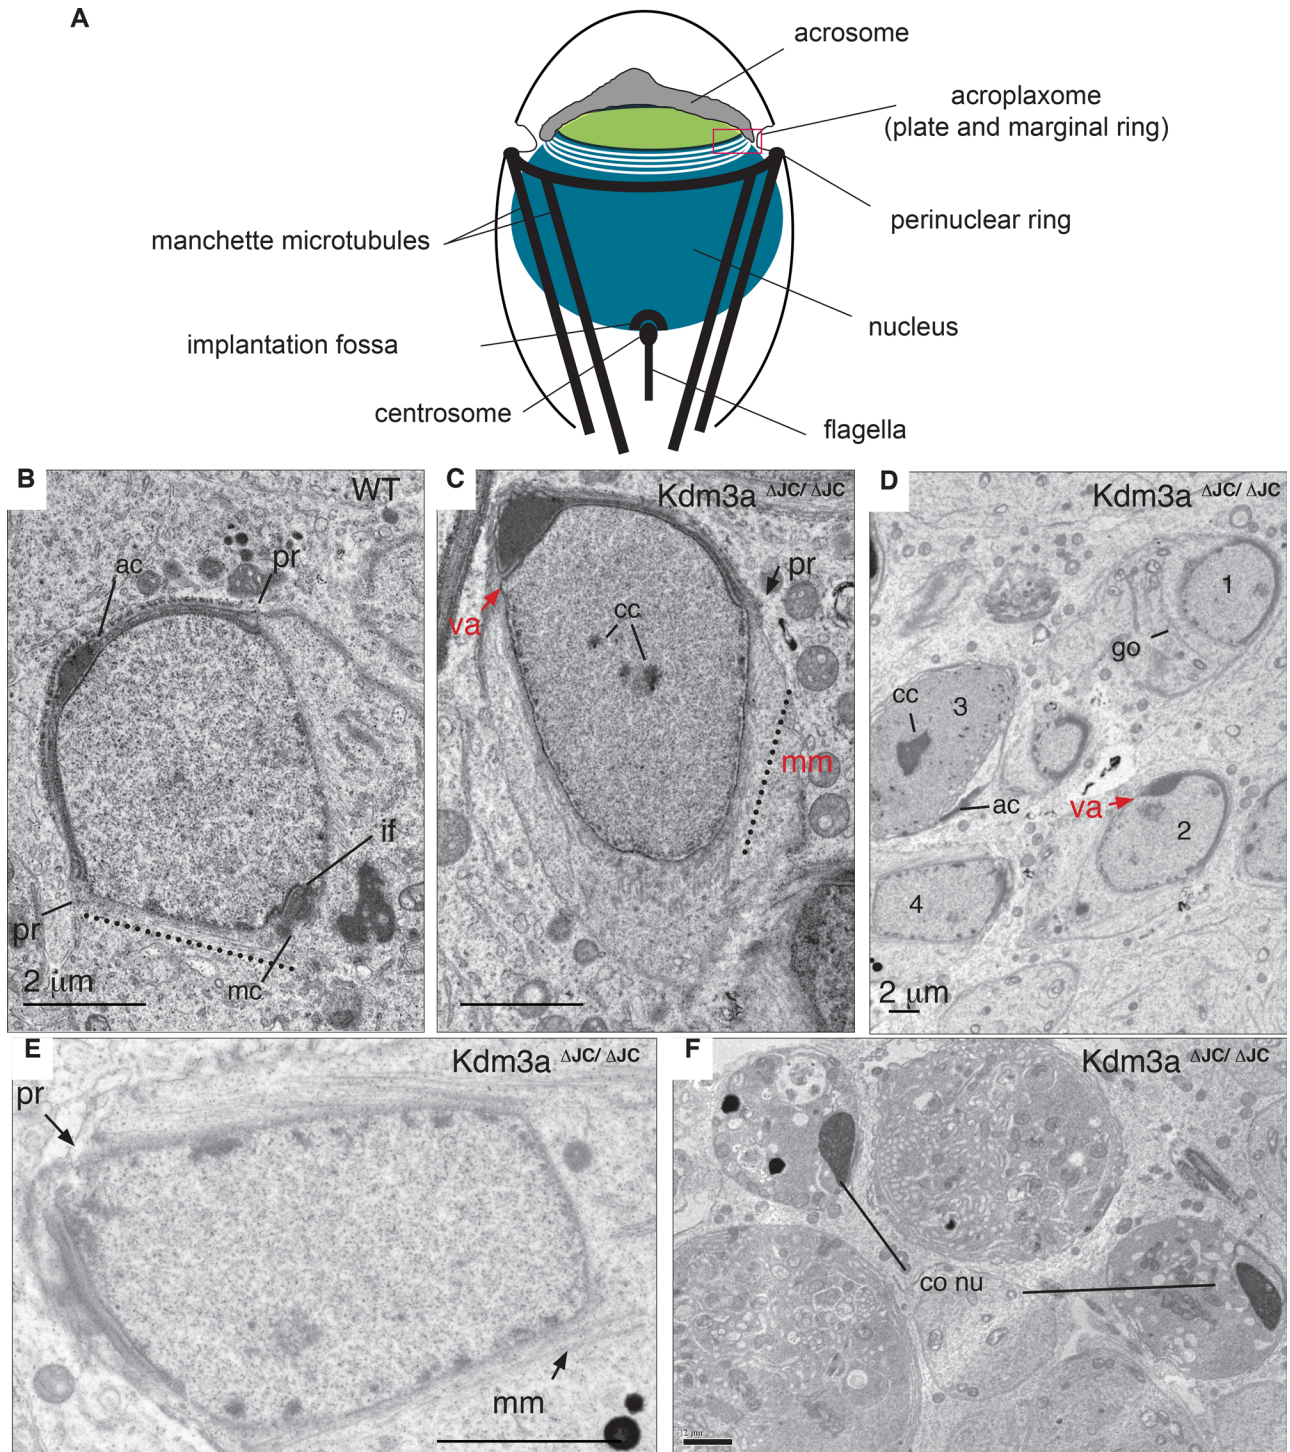 A
acrosome
acroplaxome
(plate and marginal ring)
perinuclear ring
manchette microtubules
nucleus
implantation fossa
centrosome
flagella
B
WT
ac
pr
if
pr
2 μm
mc
C
Kdm3a ΔJC/ ΔJC
pr
cc
va
mm
D
Kdm3a ΔJC/ ΔJC
1
go
cc
3
ac
va
2
4
2 μm
E
Kdm3a ΔJC/ ΔJC
pr
mm
F
Kdm3a ΔJC/ ΔJC
co nu
2 μm